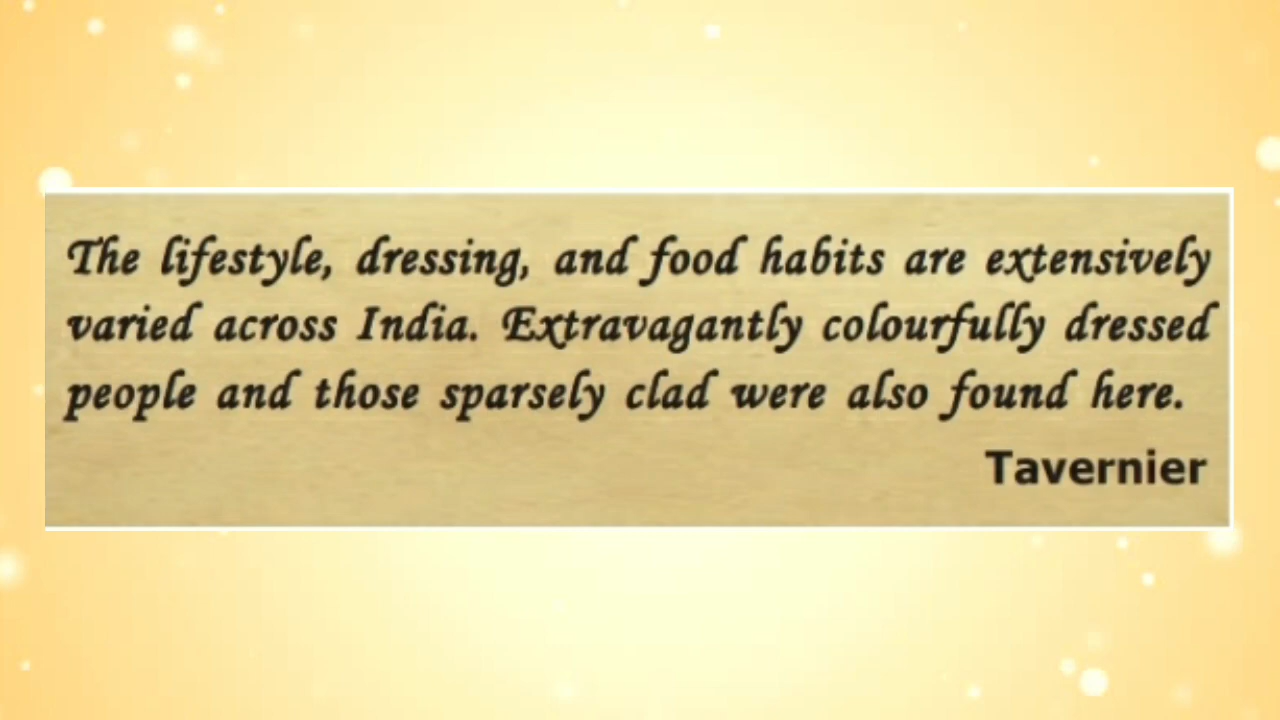 The lifestyle, dressing, and food habits are extensively
varied across India. Extravagantly colourfully dressed
people and those sparsely clad were also found here.
Tavernier